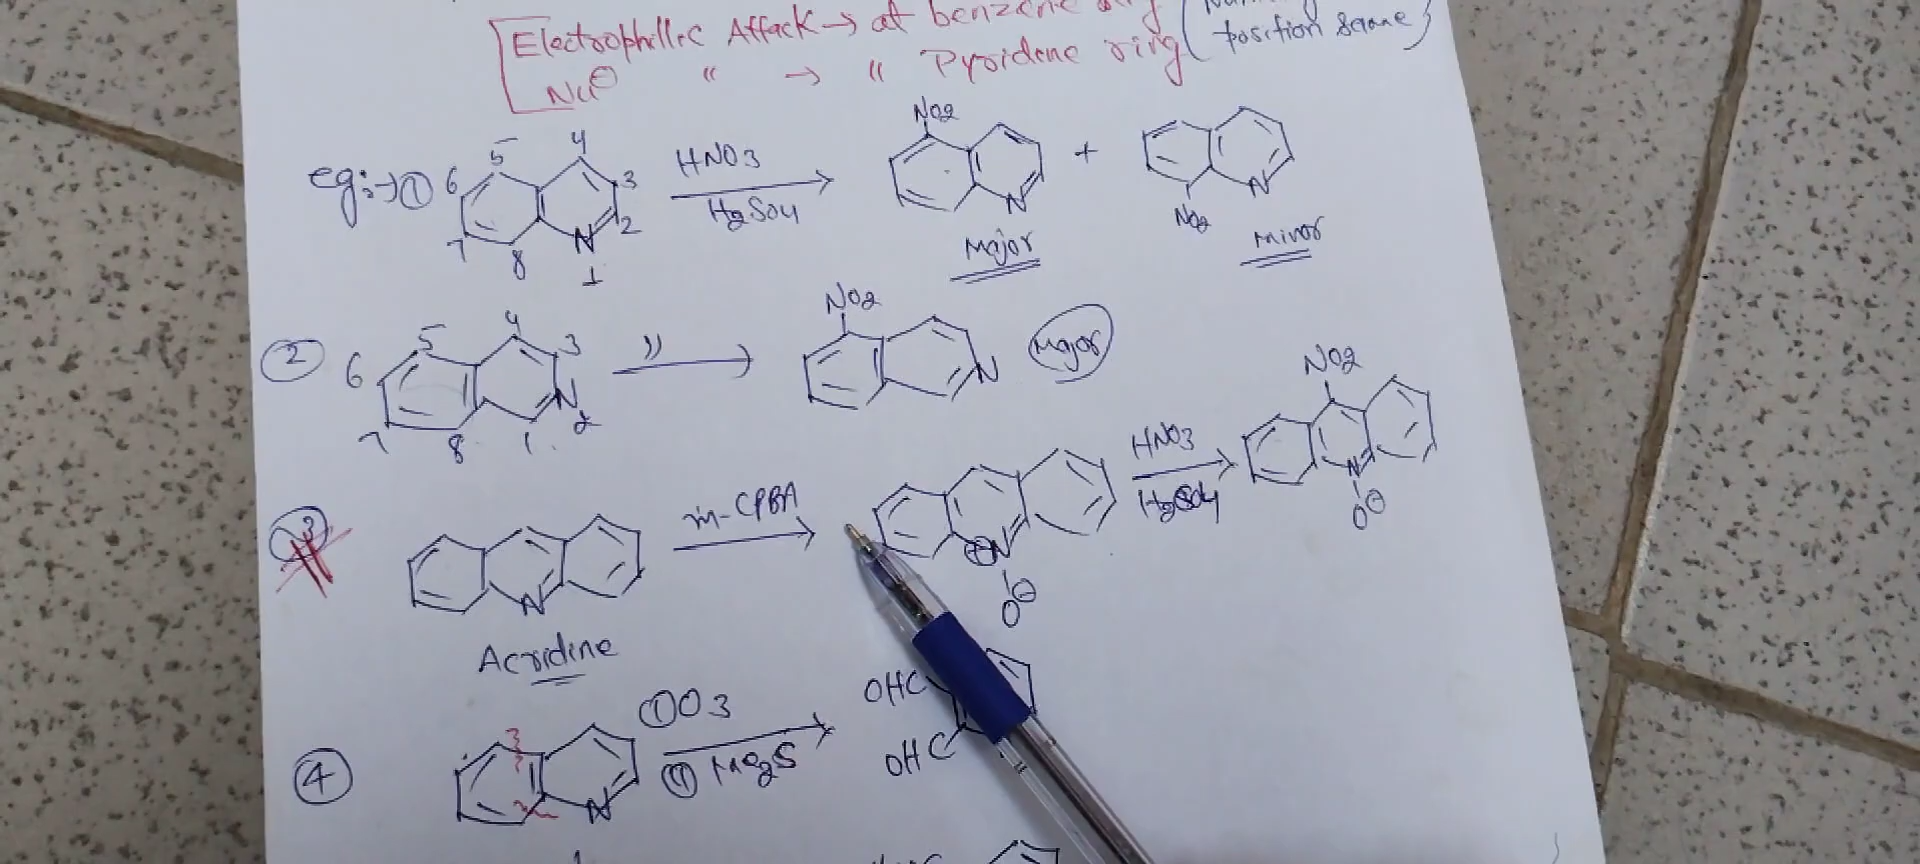 Electrophillic Attack → at benzene
Nu⊖ " → " Pyridene ring ( position same )
eg:→ ① 6 5 4 3 2 N 1 8 7 HNO3 H2SO4 NO2 N + N NO2
Major Minor
② 6 5 4 3 N 2 1 8 7 " NO2 N Major
3 N m-CPBA ⊕N O⊖ HNO3 H2SO4 NO2 N O⊖
Acridine
④ N ① O3 ② Me2S OHC OHC